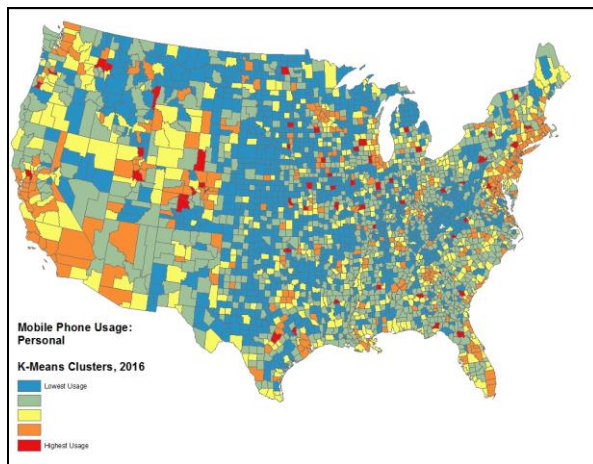 Mobile Phone Usage:
Personal
K-Means Clusters, 2016
Lowest Usage
Highest Usage